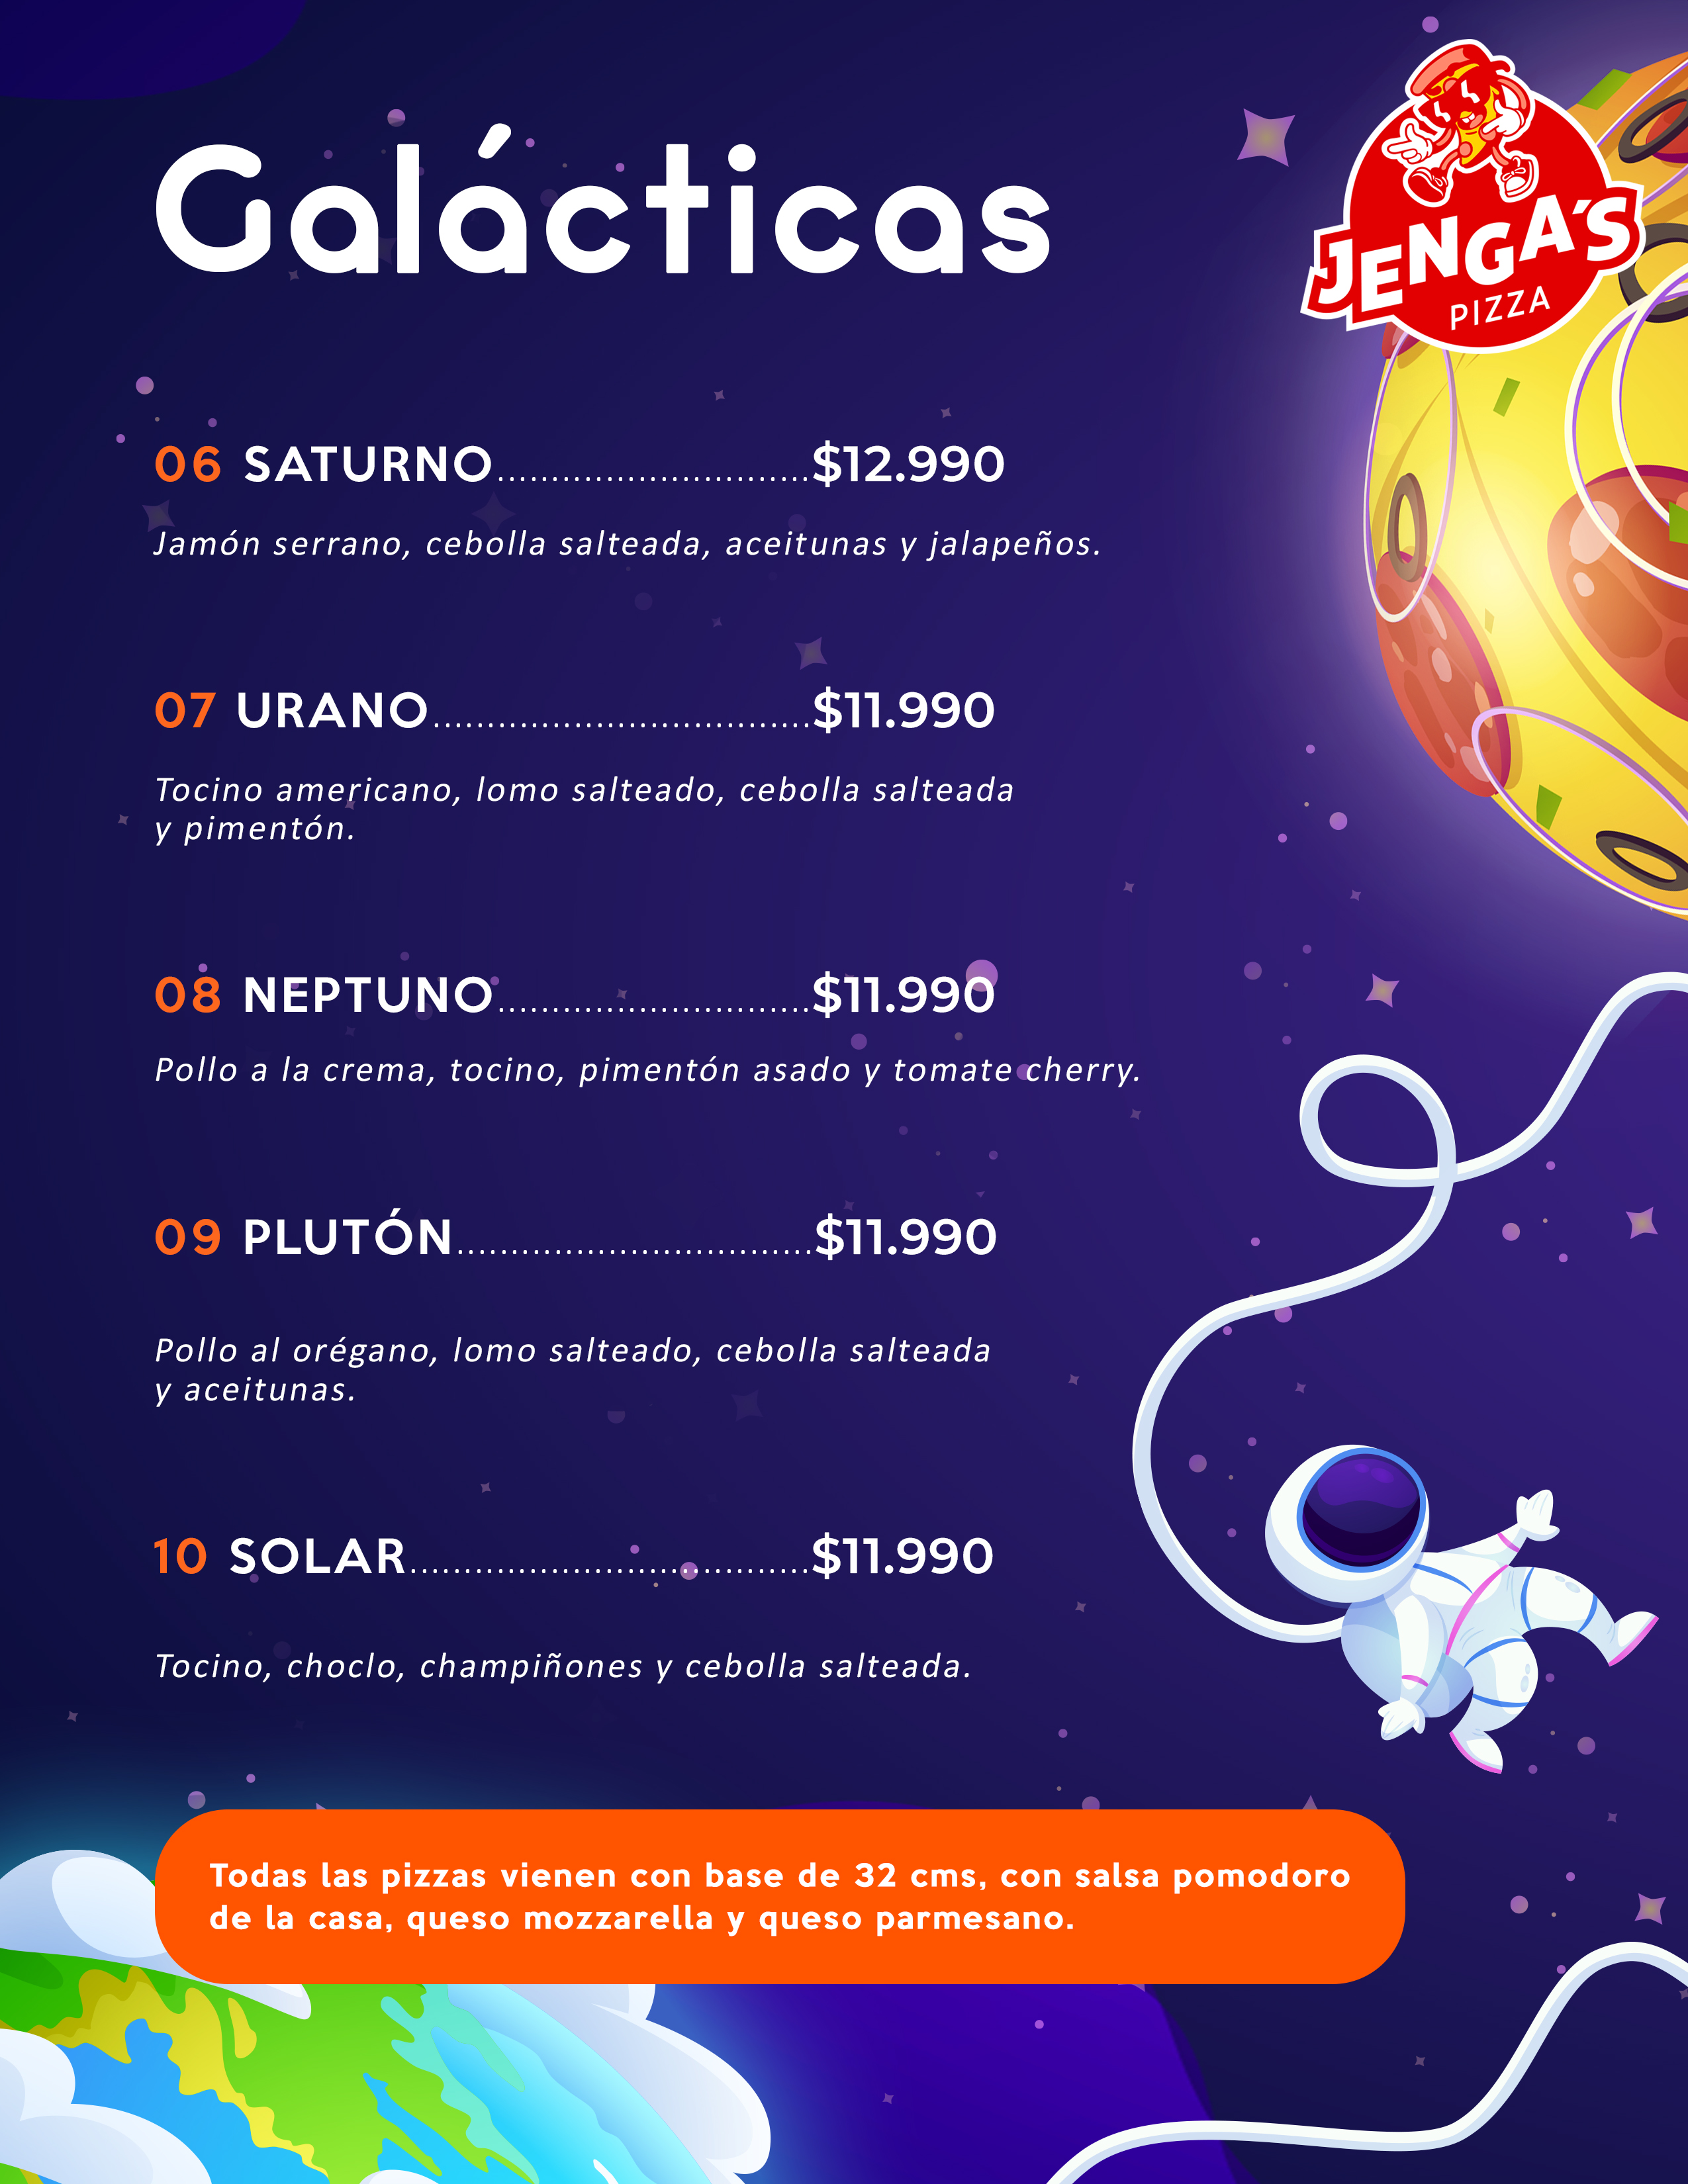 Galácticas
JENGA'S
PIZZA
06 SATURNO............................$12.990
Jamón serrano, cebolla salteada, aceitunas y jalapeños.
07 URANO..................................$11.990
Tocino americano, lomo salteado, cebolla salteada
y pimentón.
08 NEPTUNO............................$11.990
Pollo a la crema, tocino, pimentón asado y tomate cherry.
09 PLUTÓN................................$11.990
Pollo al orégano, lomo salteado, cebolla salteada
y aceitunas.
10 SOLAR....................................$11.990
Tocino, choclo, champiñones y cebolla salteada.
Todas las pizzas vienen con base de 32 cms, con salsa pomodoro
de la casa, queso mozzarella y queso parmesano.